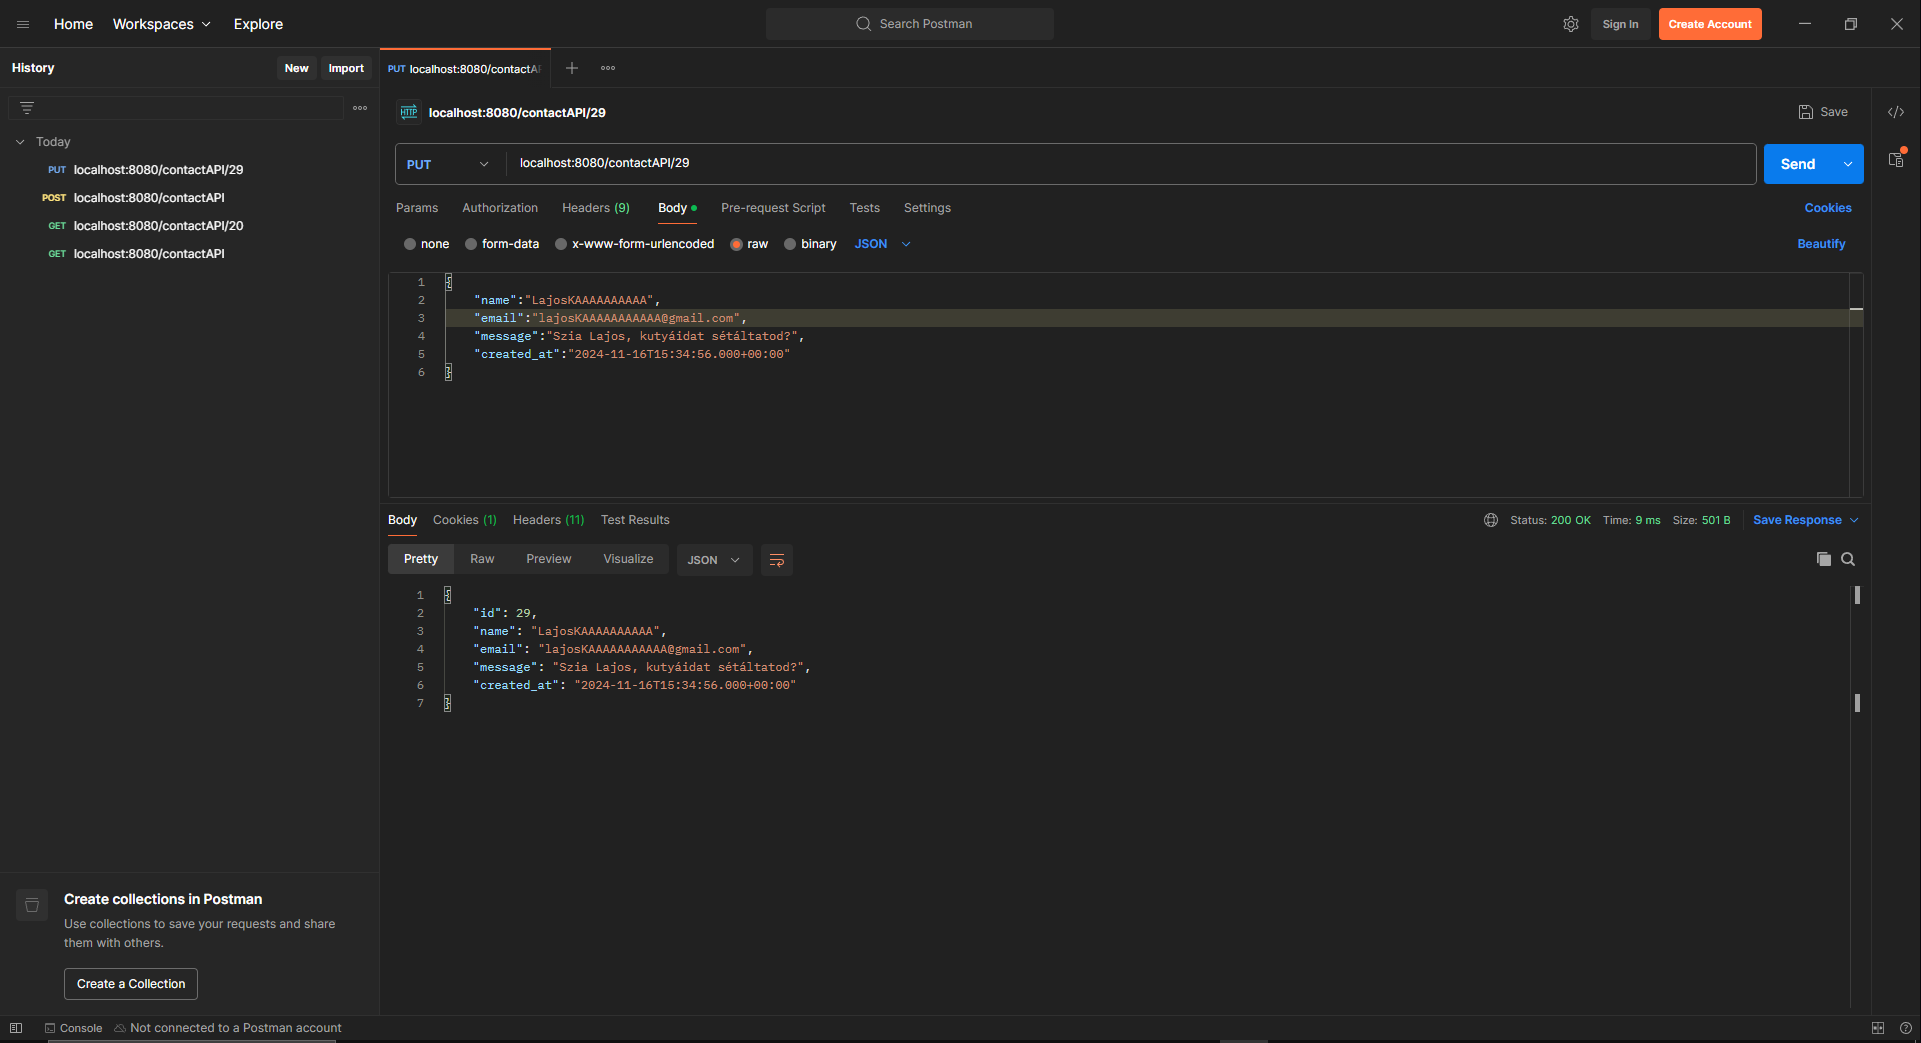 Home Workspaces Explore Search Postman Sign In Create Account
History New Import
PUT localhost:8080/contactA
Today
PUT localhost:8080/contactAPI/29
POST localhost:8080/contactAPI
GET localhost:8080/contactAPI/20
GET localhost:8080/contactAPI
HTTP localhost:8080/contactAPI/29 Save
PUT localhost:8080/contactAPI/29 Send
Params Authorization Headers (9) Body Pre-request Script Tests Settings Cookies
none form-data x-www-form-urlencoded raw binary JSON Beautify
1 {
2 "name":"LajosKAAAAAAAAAA",
3 "email":"lajosKAAAAAAAAAAA@gmail.com",
4 "message":"Szia Lajos, kutyáidat sétáltatod?",
5 "created_at":"2024-11-16T15:34:56.000+00:00"
6 }
Body Cookies (1) Headers (11) Test Results Status: 200 OK Time: 9 ms Size: 501 B Save Response
Pretty Raw Preview Visualize JSON
1 {
2 "id": 29,
3 "name": "LajosKAAAAAAAAAA",
4 "email": "lajosKAAAAAAAAAAA@gmail.com",
5 "message": "Szia Lajos, kutyáidat sétáltatod?",
6 "created_at": "2024-11-16T15:34:56.000+00:00"
7 }
Create collections in Postman
Use collections to save your requests and share
them with others.
Create a Collection
Console Not connected to a Postman account